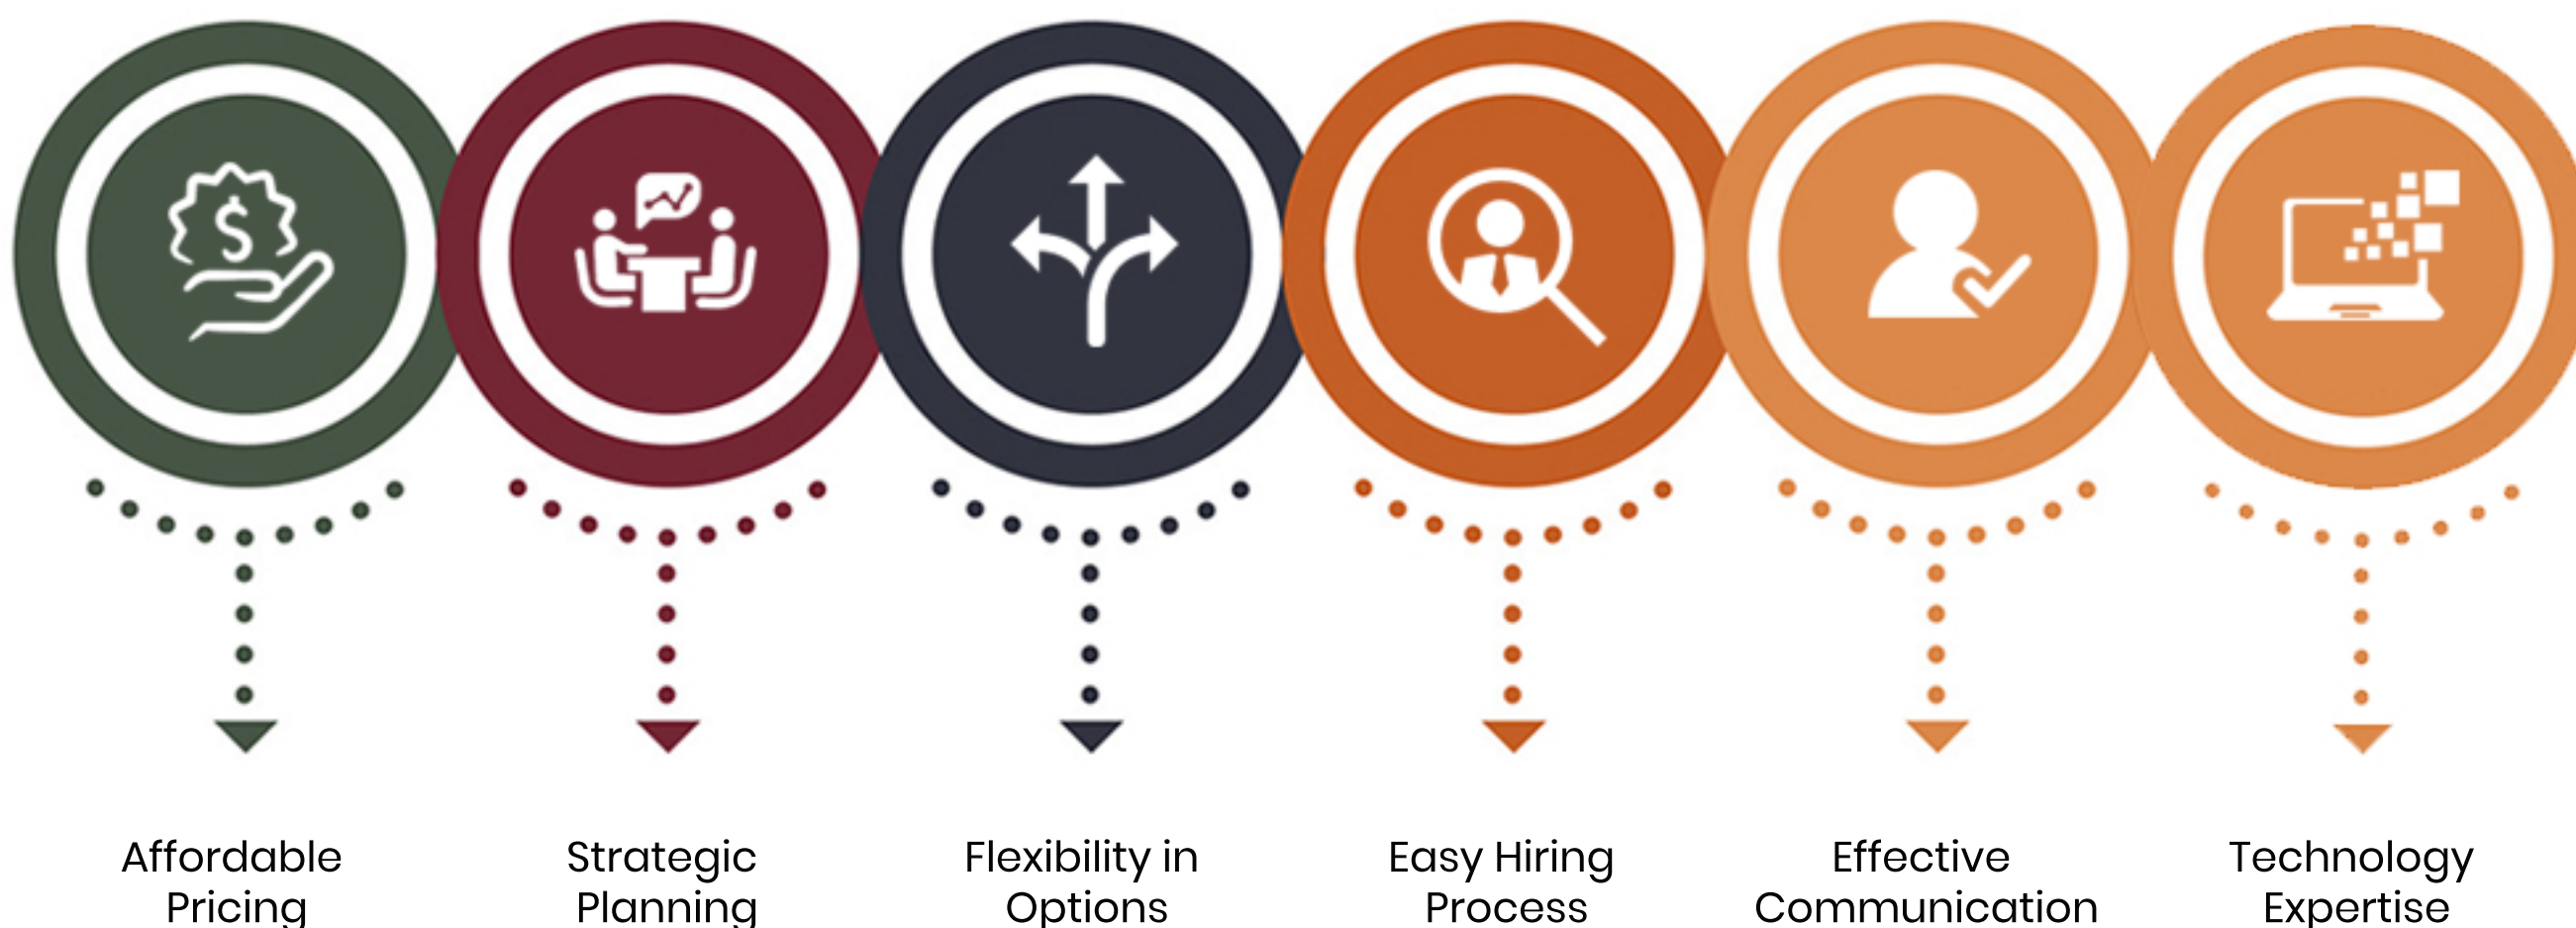 Affordable
Pricing
Strategic
Planning
Flexibility in
Options
Easy Hiring
Process
Effective
Communication
Technology
Expertise